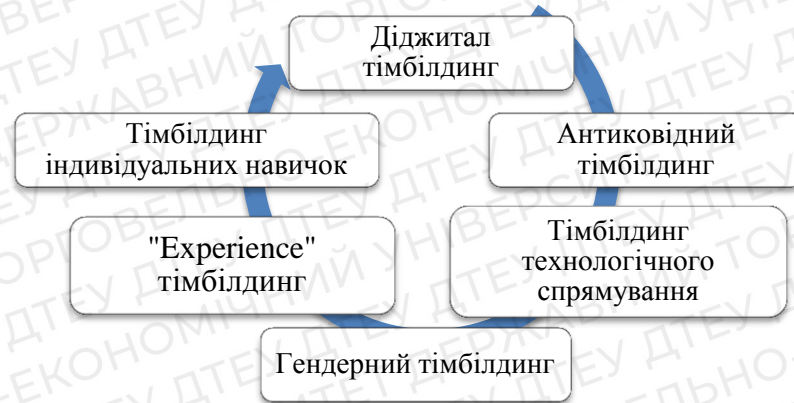 Діджитал
тімбілдинг
Антиковідний
тімбілдинг
Тімбілдинг
технологічного
спрямування
Гендерний тімбілдинг
"Experience"
тімбілдинг
Тімбілдинг
індивідуальних навичок